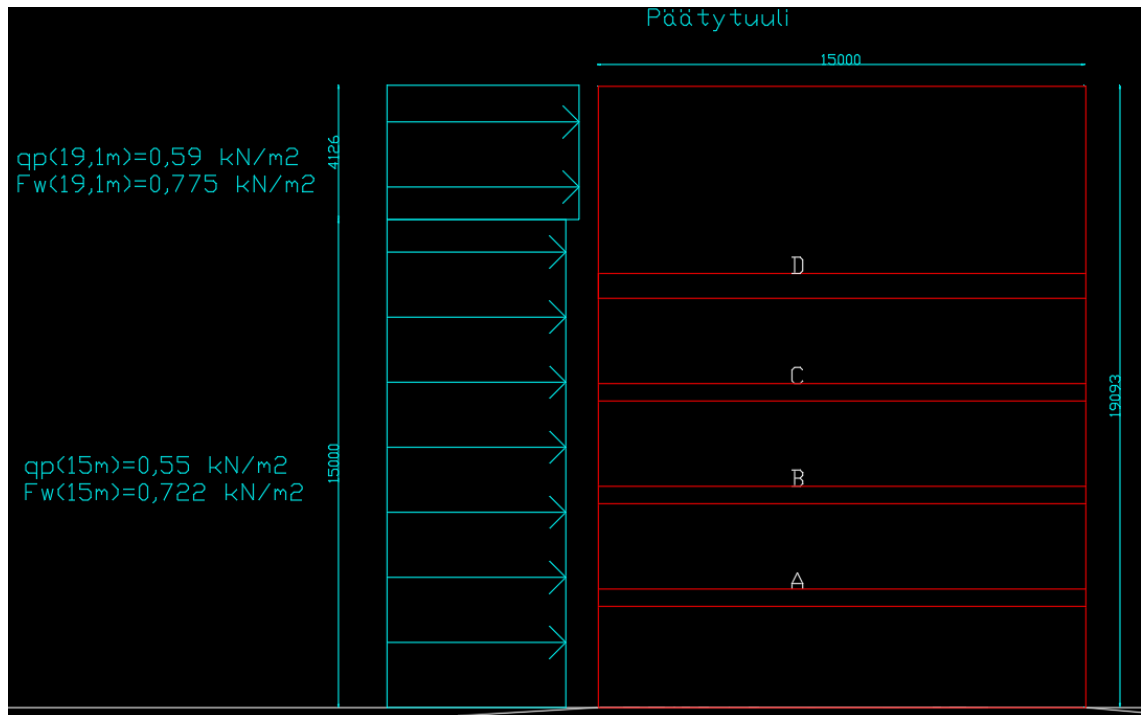 Päätytuuli
15000
qp(19,1m)=0,59 kN/m2
Fw(19,1m)=0,775 kN/m2
4126
D
C
19093
qp(15m)=0,55 kN/m2
Fw(15m)=0,722 kN/m2
15000
B
A